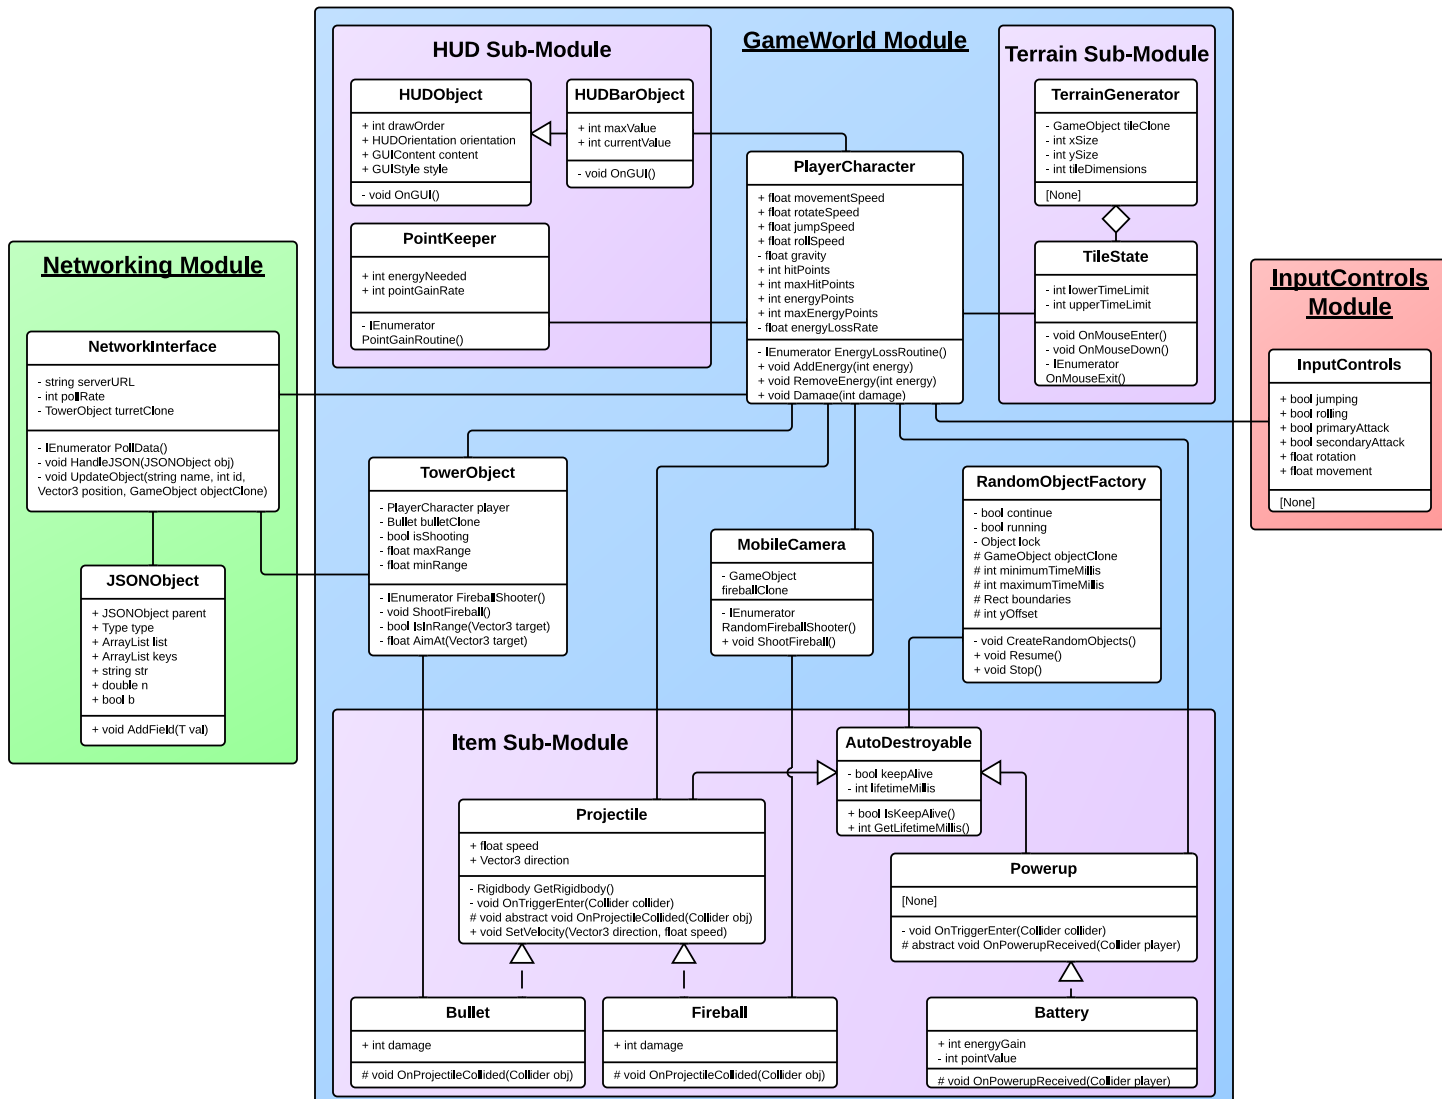 GameWorld Module
HUD Sub-Module
HUDObject
+ int drawOrder
+ HUDOrientation orientation
+ GUIContent content
+ GUIStyle style
- void OnGUI()
HUDBarObject
+ int maxValue
+ int currentValue
- void OnGUI()
PointKeeper
+ int energyNeeded
+ int pointGainRate
- IEnumerator
PointGainRoutine()
PlayerCharacter
+ float movementSpeed
+ float rotateSpeed
+ float jumpSpeed
+ float rollSpeed
- float gravity
+ int hitPoints
+ int maxHitPoints
+ int energyPoints
+ int maxEnergyPoints
- float energyLossRate
- IEnumerator EnergyLossRoutine()
+ void AddEnergy(int energy)
+ void RemoveEnergy(int energy)
+ void Damage(int damage)
Terrain Sub-Module
TerrainGenerator
- GameObject tileClone
- int xSize
- int ySize
- int tileDimensions
[None]
TileState
- int lowerTimeLimit
- int upperTimeLimit
- void OnMouseEnter()
- void OnMouseDown()
- IEnumerator
OnMouseExit()
Networking Module
NetworkInterface
- string serverURL
- int pollRate
- TowerObject turretClone
- IEnumerator PollData()
- void HandleJSON(JSONObject obj)
- void UpdateObject(string name, int id,
Vector3 position, GameObject objectClone)
JSONObject
+ JSONObject parent
+ Type type
+ ArrayList list
+ ArrayList keys
+ string str
+ double n
+ bool b
+ void AddField(T val)
InputControls
Module
InputControls
+ bool jumping
+ bool rolling
+ bool primaryAttack
+ bool secondaryAttack
+ float rotation
+ float movement
[None]
TowerObject
- PlayerCharacter player
- Bullet bulletClone
- bool isShooting
- float maxRange
- float minRange
- IEnumerator FireballShooter()
- void ShootFireball()
- bool IsInRange(Vector3 target)
- float AimAt(Vector3 target)
MobileCamera
- GameObject
fireballClone
- IEnumerator
RandomFireballShooter()
+ void ShootFireball()
RandomObjectFactory
- bool continue
- bool running
- Object lock
# GameObject objectClone
# int minimumTimeMillis
# int maximumTimeMillis
# Rect boundaries
# int yOffset
- void CreateRandomObjects()
+ void Resume()
+ void Stop()
Item Sub-Module
AutoDestroyable
- bool keepAlive
- int lifetimeMillis
+ bool IsKeepAlive()
+ int GetLifetimeMillis()
Projectile
+ float speed
+ Vector3 direction
- Rigidbody GetRigidbody()
- void OnTriggerEnter(Collider collider)
# void abstract void OnProjectileCollided(Collider obj)
+ void SetVelocity(Vector3 direction, float speed)
Powerup
[None]
- void OnTriggerEnter(Collider collider)
# abstract void OnPowerupReceived(Collider player)
Bullet
+ int damage
# void OnProjectileCollided(Collider obj)
Fireball
+ int damage
# void OnProjectileCollided(Collider obj)
Battery
+ int energyGain
- int pointValue
# void OnPowerupReceived(Collider player)